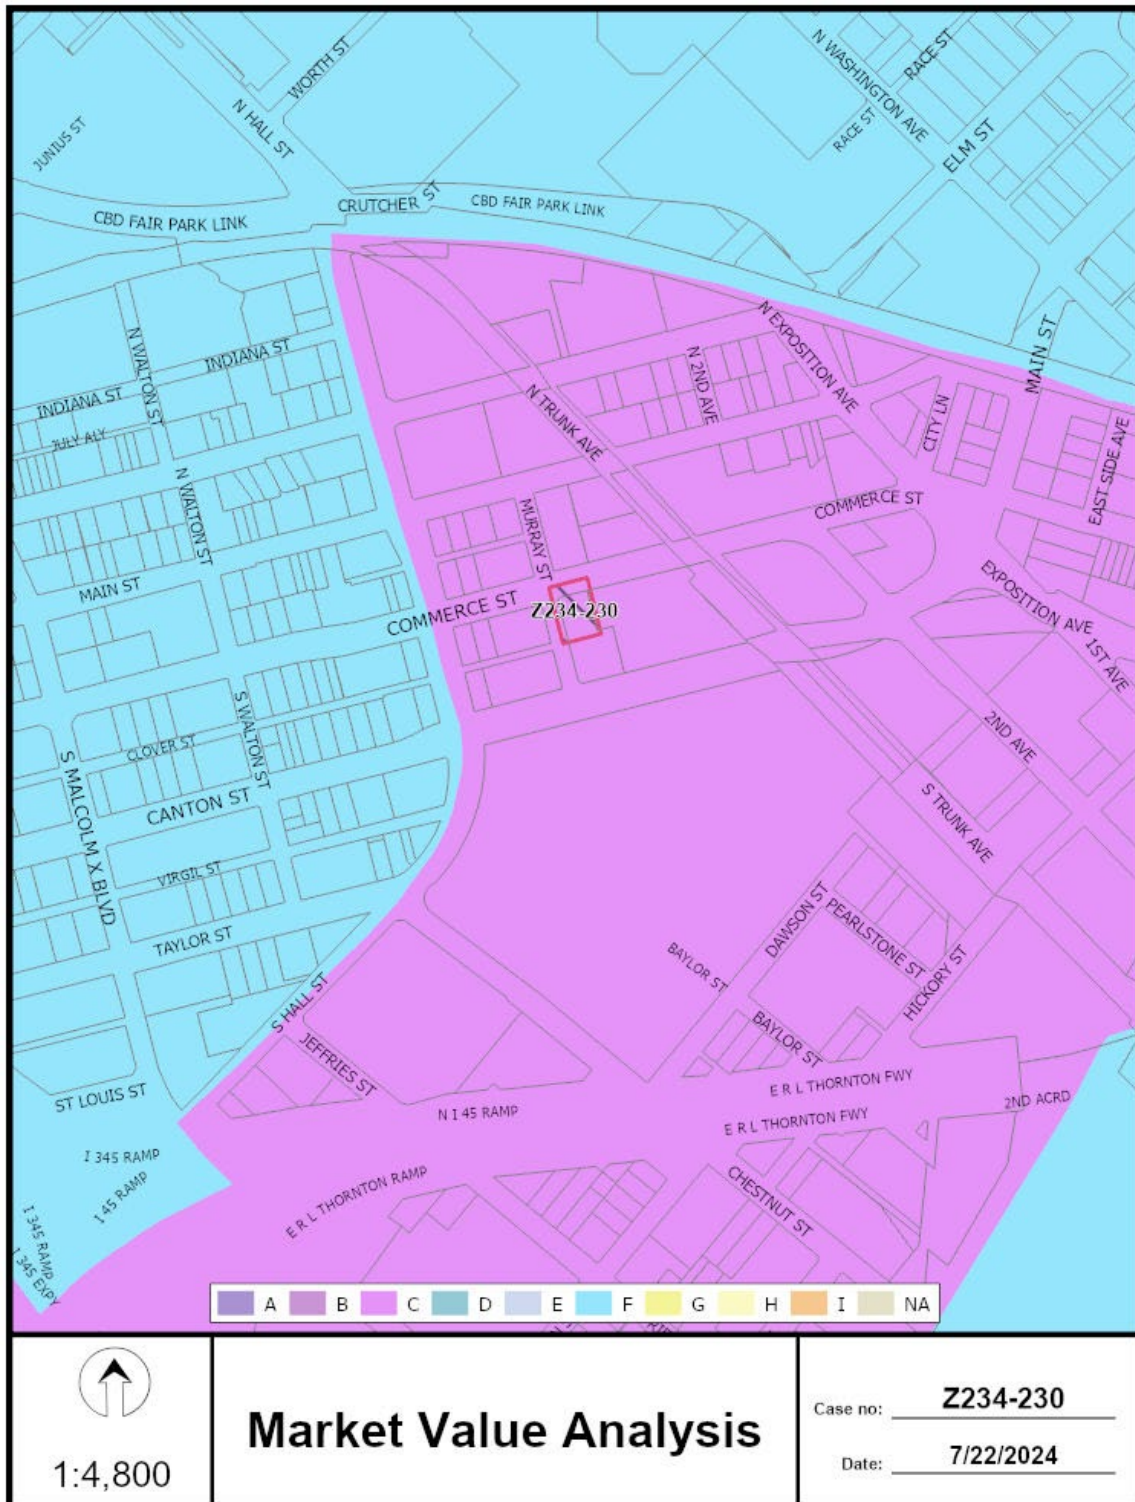 WORTH ST
N HALL ST
JUNIUS ST
N WASHINGTON AVE
RACE ST
RACE ST
ELM ST
CBD FAIR PARK LINK
CRUTCHER ST
CBD FAIR PARK LINK
N WALTON ST
INDIANA ST
INDIANA ST
JULY ALY
N WALTON ST
MAIN ST
N EXPOSITION AVE
N 2ND AVE
N TRUNK AVE
MAIN ST
CITY LN
EAST SIDE AVE
COMMERCE ST
MURRAY ST
COMMERCE ST
Z234-230
EXPOSITION AVE
1ST AVE
2ND AVE
S TRUNK AVE
S WALTON ST
CLOVER ST
S MALCOLM X BLVD
CANTON ST
VIRGIL ST
TAYLOR ST
DAWSON ST
PEARLSTONE ST
BAYLOR ST
HICKORY ST
BAYLOR ST
S HALL ST
JEFFRIES ST
ST LOUIS ST
N I 45 RAMP
E R L THORNTON FWY
E R L THORNTON FWY
2ND ACRD
I 345 RAMP
I 45 RAMP
E R L THORNTON RAMP
CHESTNUT ST
I 345 RAMP
I 345 EXPY
A B C D E F G H I NA
1:4,800
Market Value Analysis
Case no: Z234-230
Date: 7/22/2024